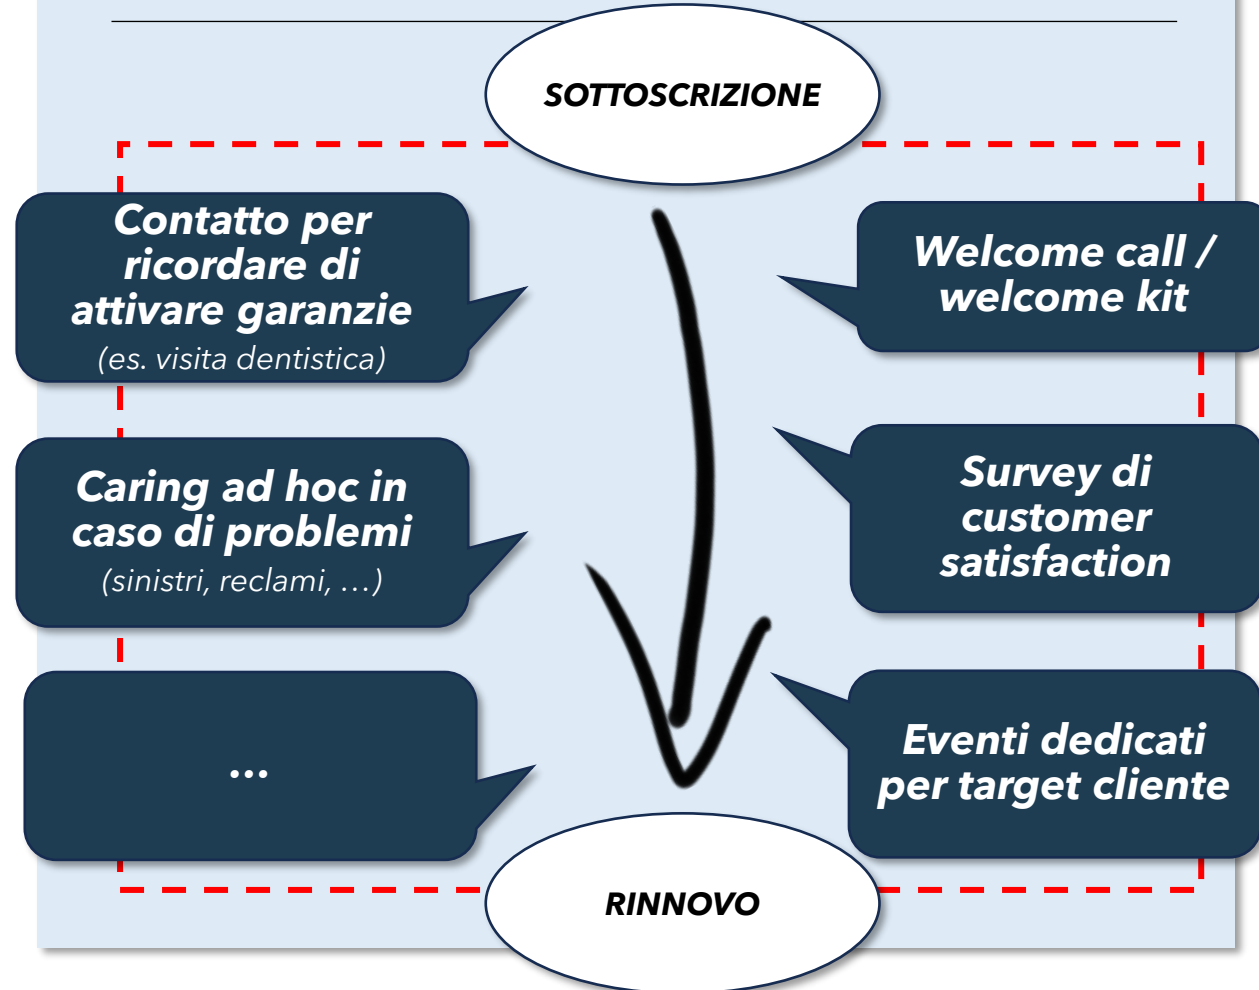 SOTTOSCRIZIONE
Contatto per
ricordare di
attivare garanzie
(es. visita dentistica)
Welcome call /
welcome kit
Caring ad hoc in
caso di problemi
(sinistri, reclami, …)
Survey di
customer
satisfaction
…
Eventi dedicati
per target cliente
RINNOVO